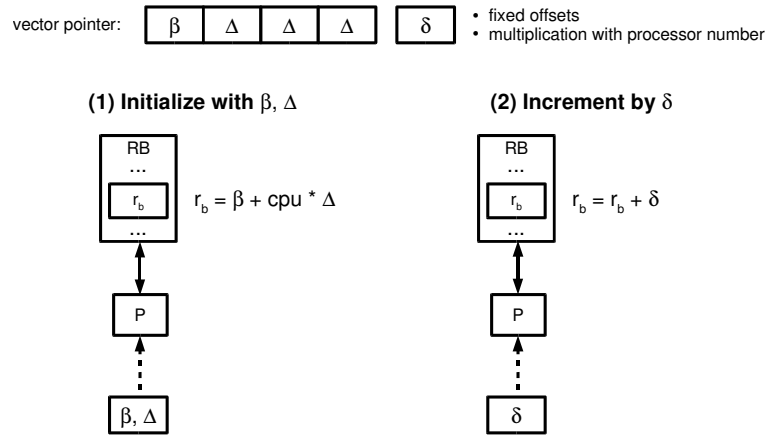 vector pointer: β Δ Δ Δ δ
• fixed offsets
• multiplication with processor number
(1) Initialize with β, Δ
RB
...
r_b
...
r_b = β + cpu * Δ
P
β, Δ
(2) Increment by δ
RB
...
r_b
...
r_b = r_b + δ
P
δ